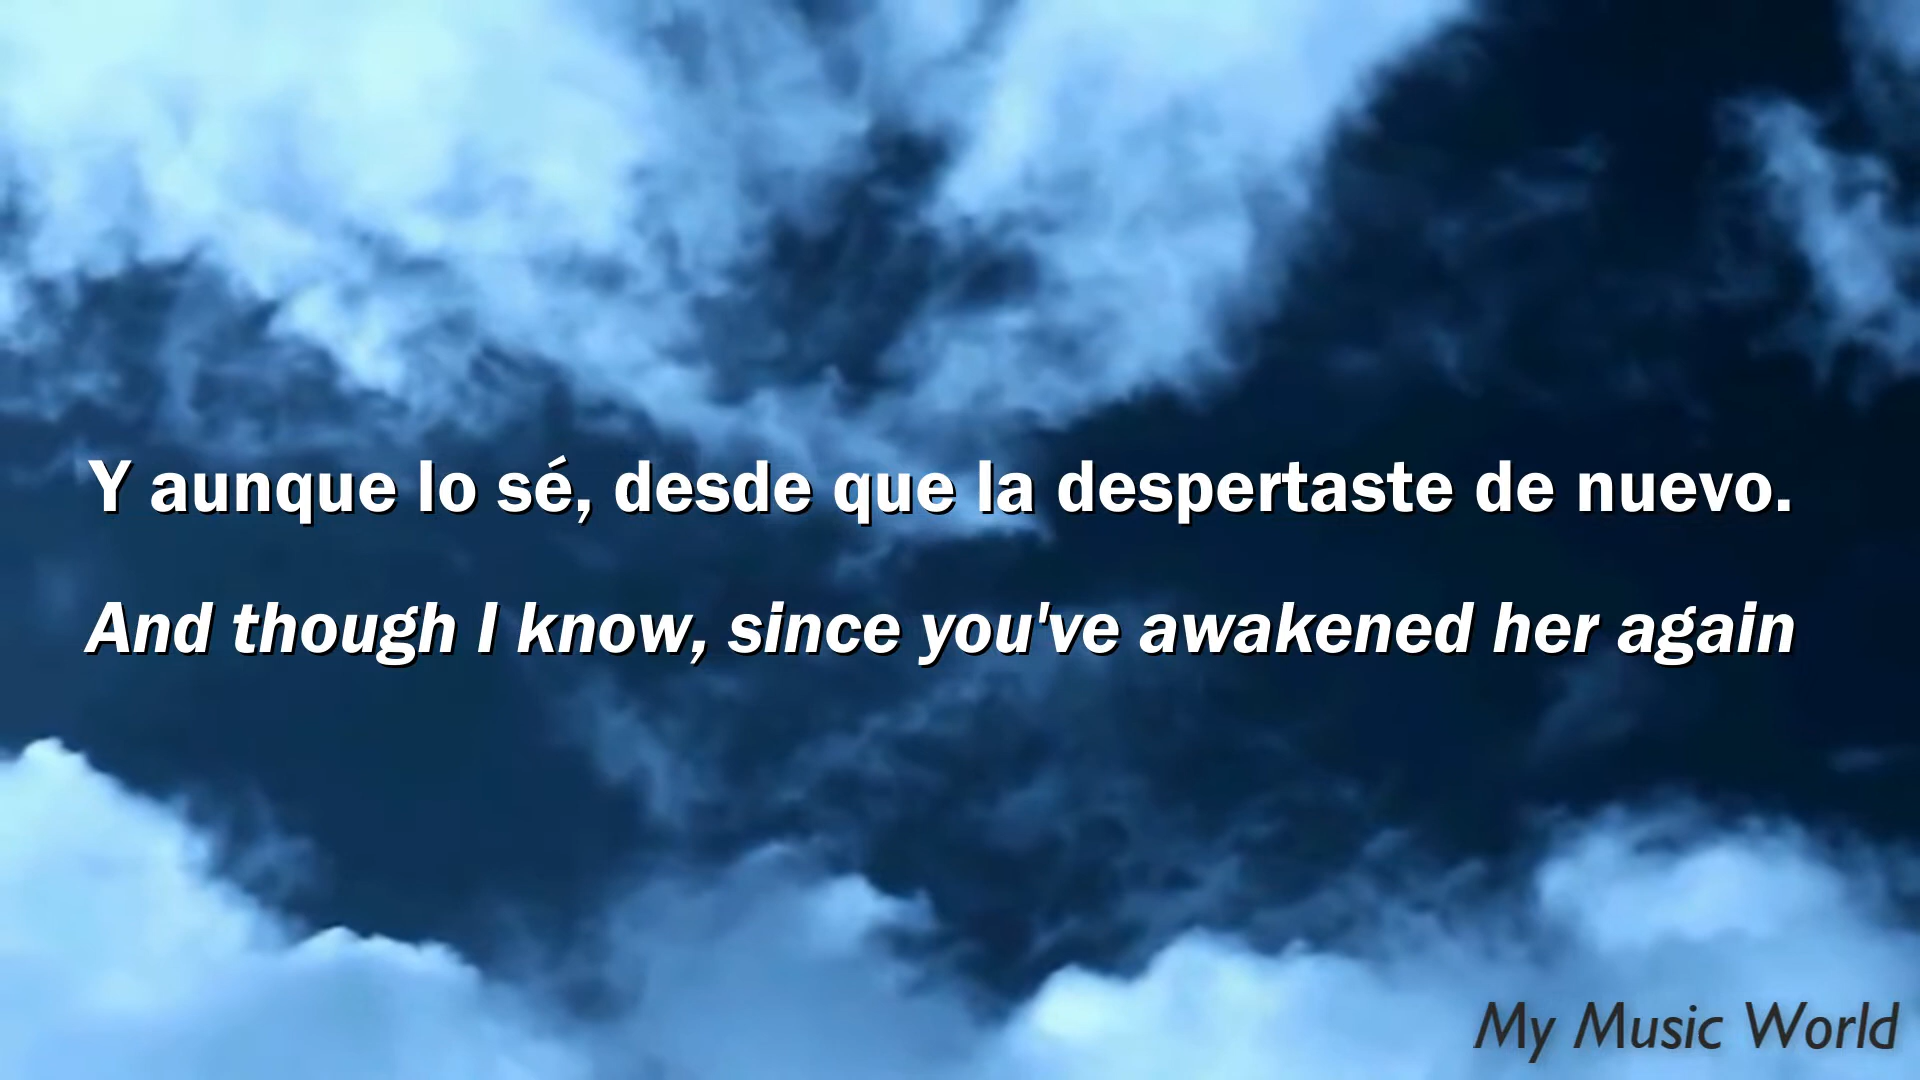 Y aunque lo sé, desde que la despertaste de nuevo.
And though I know, since you've awakened her again
My Music World